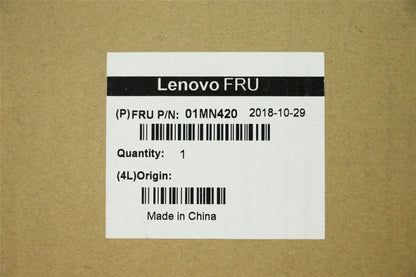 Lenovo FRU
(P)FRU P/N: 01MN420 2018-10-29
Quantity: 1
(4L)Origin:
Made in China